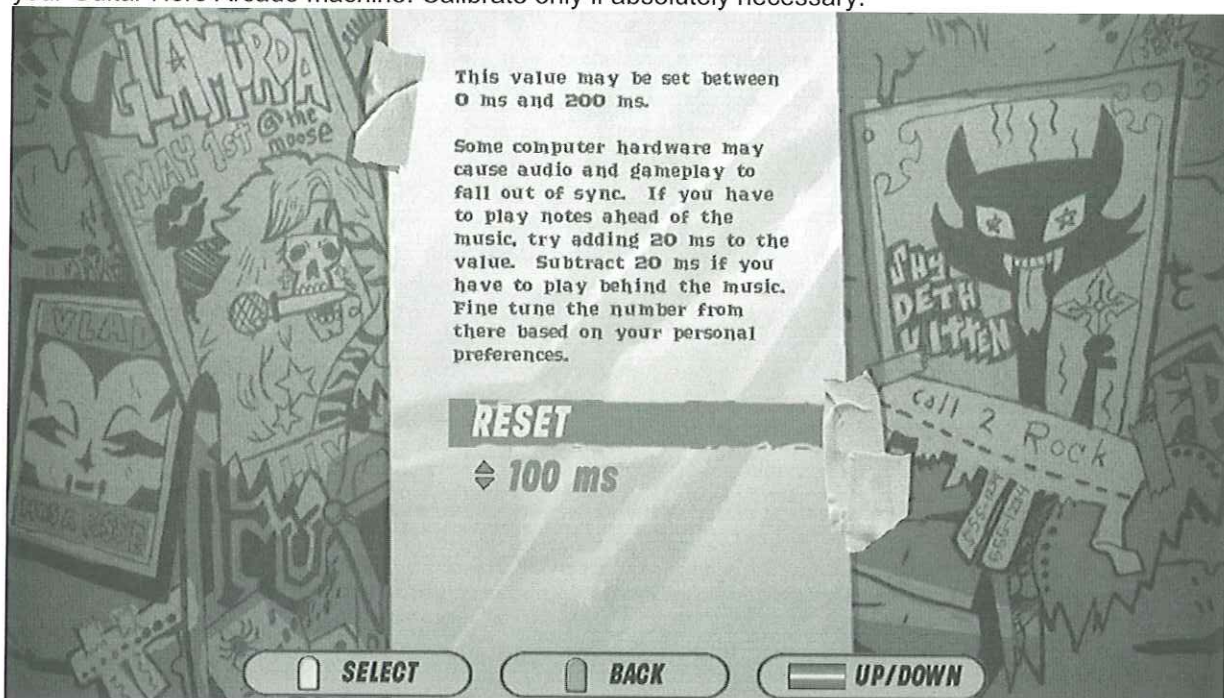 your Guitar Hero Arcade machine. Calibrate only if absolutely necessary.
GLAMURDA
MAY 1ST @ the
moose
VLAD
This value may be set between
0 ms and 200 ms.
Some computer hardware may
cause audio and gameplay to
fall out of sync. If you have
to play notes ahead of the
music, try adding 20 ms to the
value. Subtract 20 ms if you
have to play behind the music.
Fine tune the number from
there based on your personal
preferences.
RESET
100 ms
DETH
call 2 Rock
555-1234
SELECT
BACK
UP/DOWN